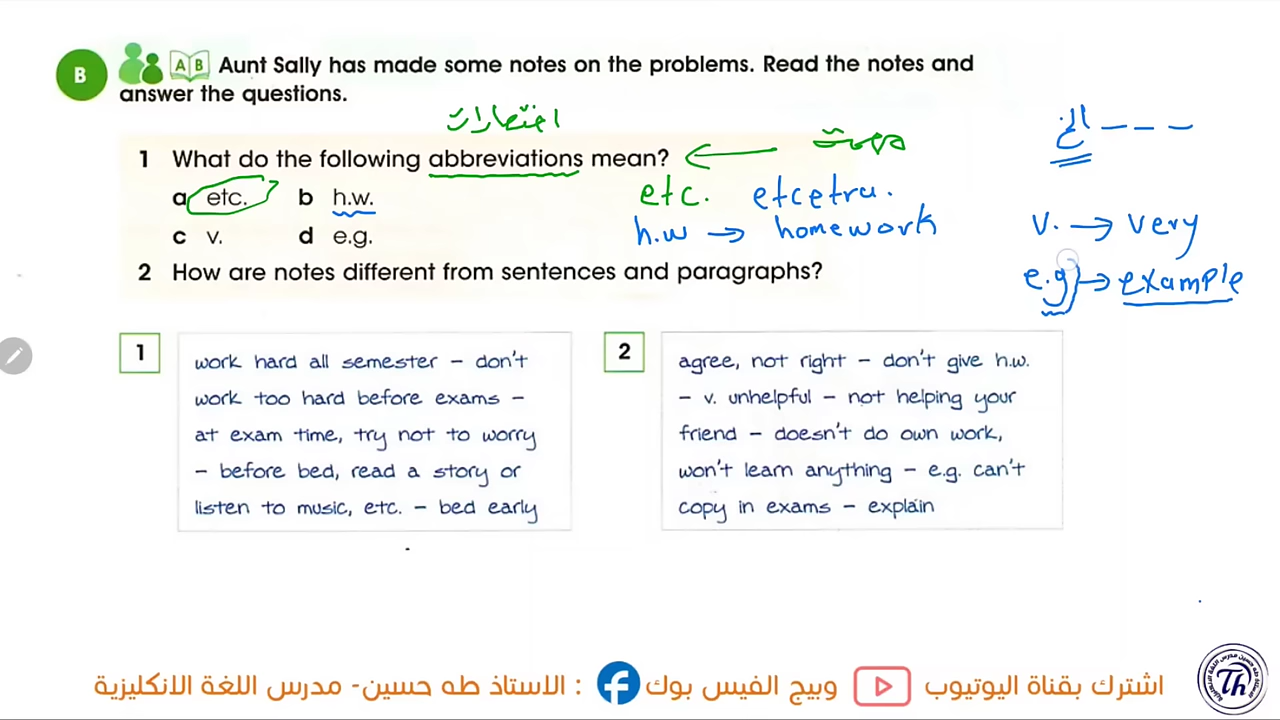 B AB Aunt Sally has made some notes on the problems. Read the notes and
answer the questions.
اختصارات
1 What do the following abbreviations mean?
a etc. b h.w.
c v. d e.g.
2 How are notes different from sentences and paragraphs?
الخ - - -
etc. etcetra.
h.w → homework
v. → very
e.g → example
1
work hard all semester – don't
work too hard before exams –
at exam time, try not to worry
– before bed, read a story or
listen to music, etc. – bed early
2
agree, not right – don't give h.w.
– v. unhelpful – not helping your
friend – doesn't do own work,
won't learn anything – e.g. can't
copy in exams – explain
اشترك بقناة اليوتيوب وبيج الفيس بوك : الاستاذ طه حسين- مدرس اللغة الانكليزية
Th